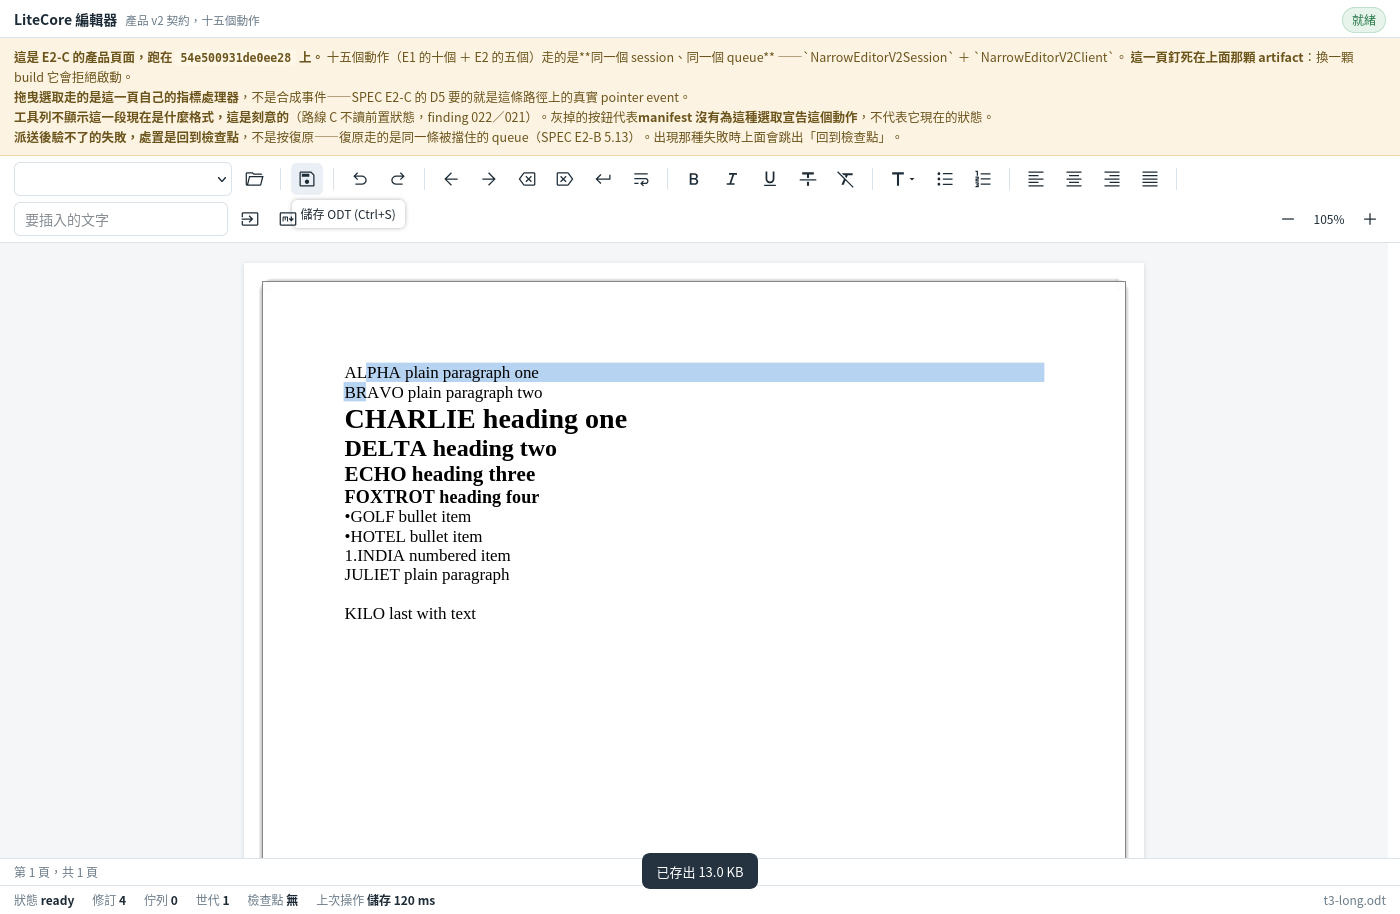 LiteCore 編輯器 產品 v2 契約，十五個動作 就緒
這是 E2-C 的產品頁面，跑在 54e500931de0ee28 上。 十五個動作（E1 的十個 ＋ E2 的五個）走的是**同一個 session、同一個 queue** ——`NarrowEditorV2Session` ＋ `NarrowEditorV2Client`。 這一頁釘死在上面那顆 artifact：換一顆
build 它會拒絕啟動。
拖曳選取走的是這一頁自己的指標處理器，不是合成事件——SPEC E2-C 的 D5 要的就是這條路徑上的真實 pointer event。
工具列不顯示這一段現在是什麼格式，這是刻意的（路線 C 不讀前置狀態，finding 022／021）。灰掉的按鈕代表manifest 沒有為這種選取宣告這個動作，不代表它現在的狀態。
派送後驗不了的失敗，處置是回到檢查點，不是按復原——復原走的是同一條被擋住的 queue（SPEC E2-B 5.13）。出現那種失敗時上面會跳出「回到檢查點」。
要插入的文字
儲存 ODT (Ctrl+S)
105%
ALPHA plain paragraph one
BRAVO plain paragraph two
CHARLIE heading one
DELTA heading two
ECHO heading three
FOXTROT heading four
•GOLF bullet item
•HOTEL bullet item
1.INDIA numbered item
JULIET plain paragraph
KILO last with text
第 1 頁，共 1 頁
已存出 13.0 KB
狀態 ready 修訂 4 佇列 0 世代 1 檢查點 無 上次操作 儲存 120 ms t3-long.odt